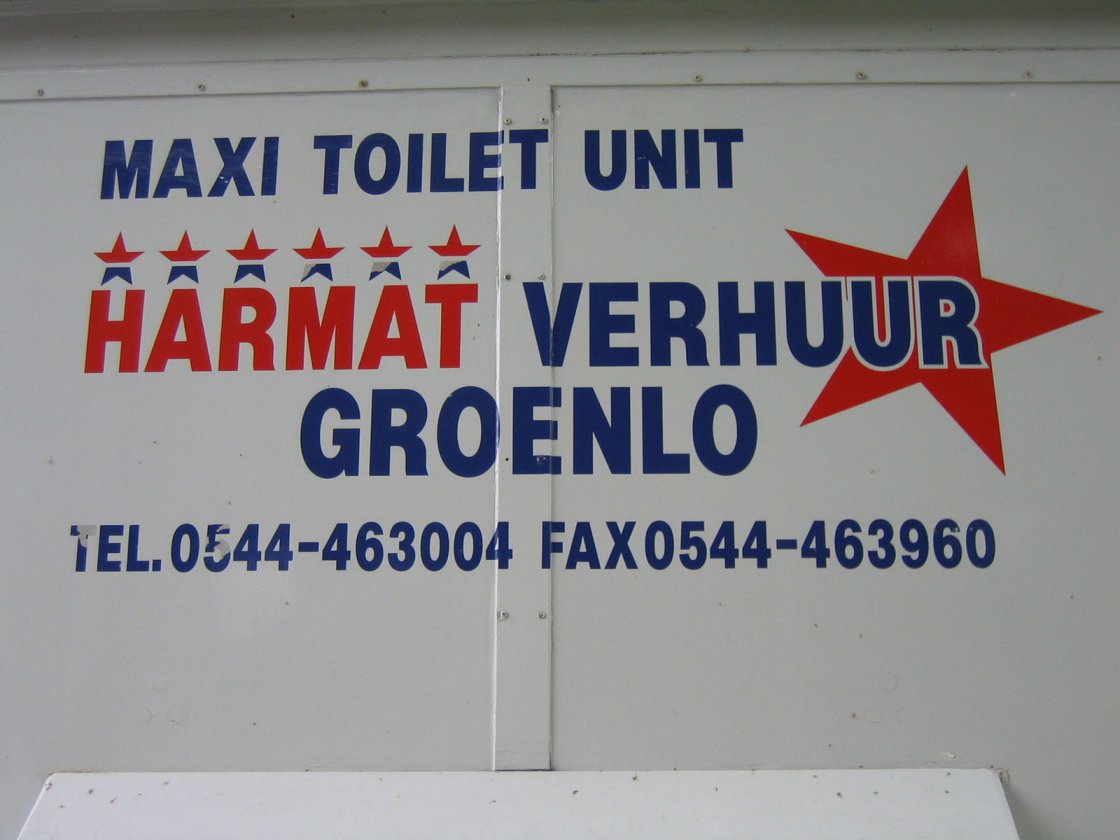 MAXI TOILET UNIT
HARMAT VERHUUR
GROENLO
TEL.0544-463004 FAX0544-463960